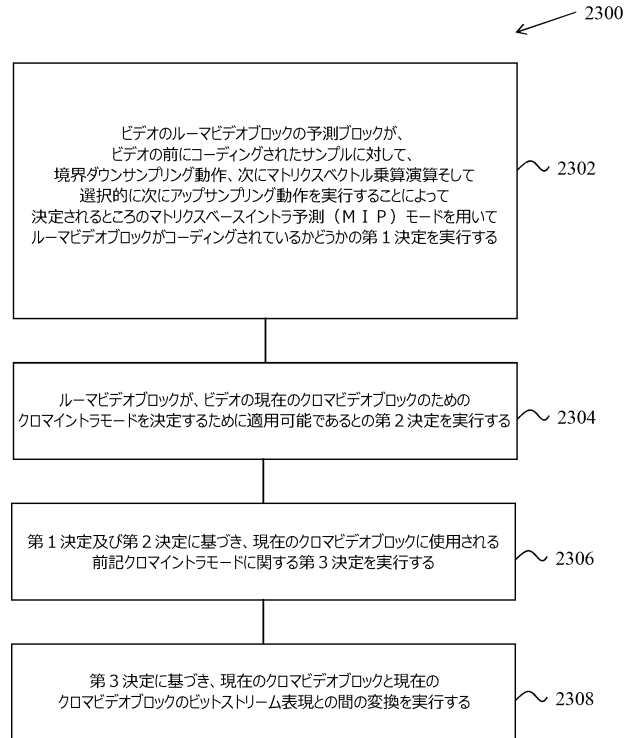 2300
ビデオのルーマビデオブロックの予測ブロックが、
ビデオの前にコーディングされたサンプルに対して、
境界ダウンサンプリング動作、次にマトリクスベクトル乗算演算そして
選択的に次にアップサンプリング動作を実行することによって
決定されるところのマトリクスベースイントラ予測（ＭＩＰ）モードを用いて
ルーマビデオブロックがコーディングされているかどうかの第１決定を実行する
2302
ルーマビデオブロックが、ビデオの現在のクロマビデオブロックのための
クロマイントラモードを決定するために適用可能であるとの第２決定を実行する
2304
第１決定及び第２決定に基づき、現在のクロマビデオブロックに使用される
前記クロマイントラモードに関する第３決定を実行する
2306
第３決定に基づき、現在のクロマビデオブロックと現在の
クロマビデオブロックのビットストリーム表現との間の変換を実行する
2308